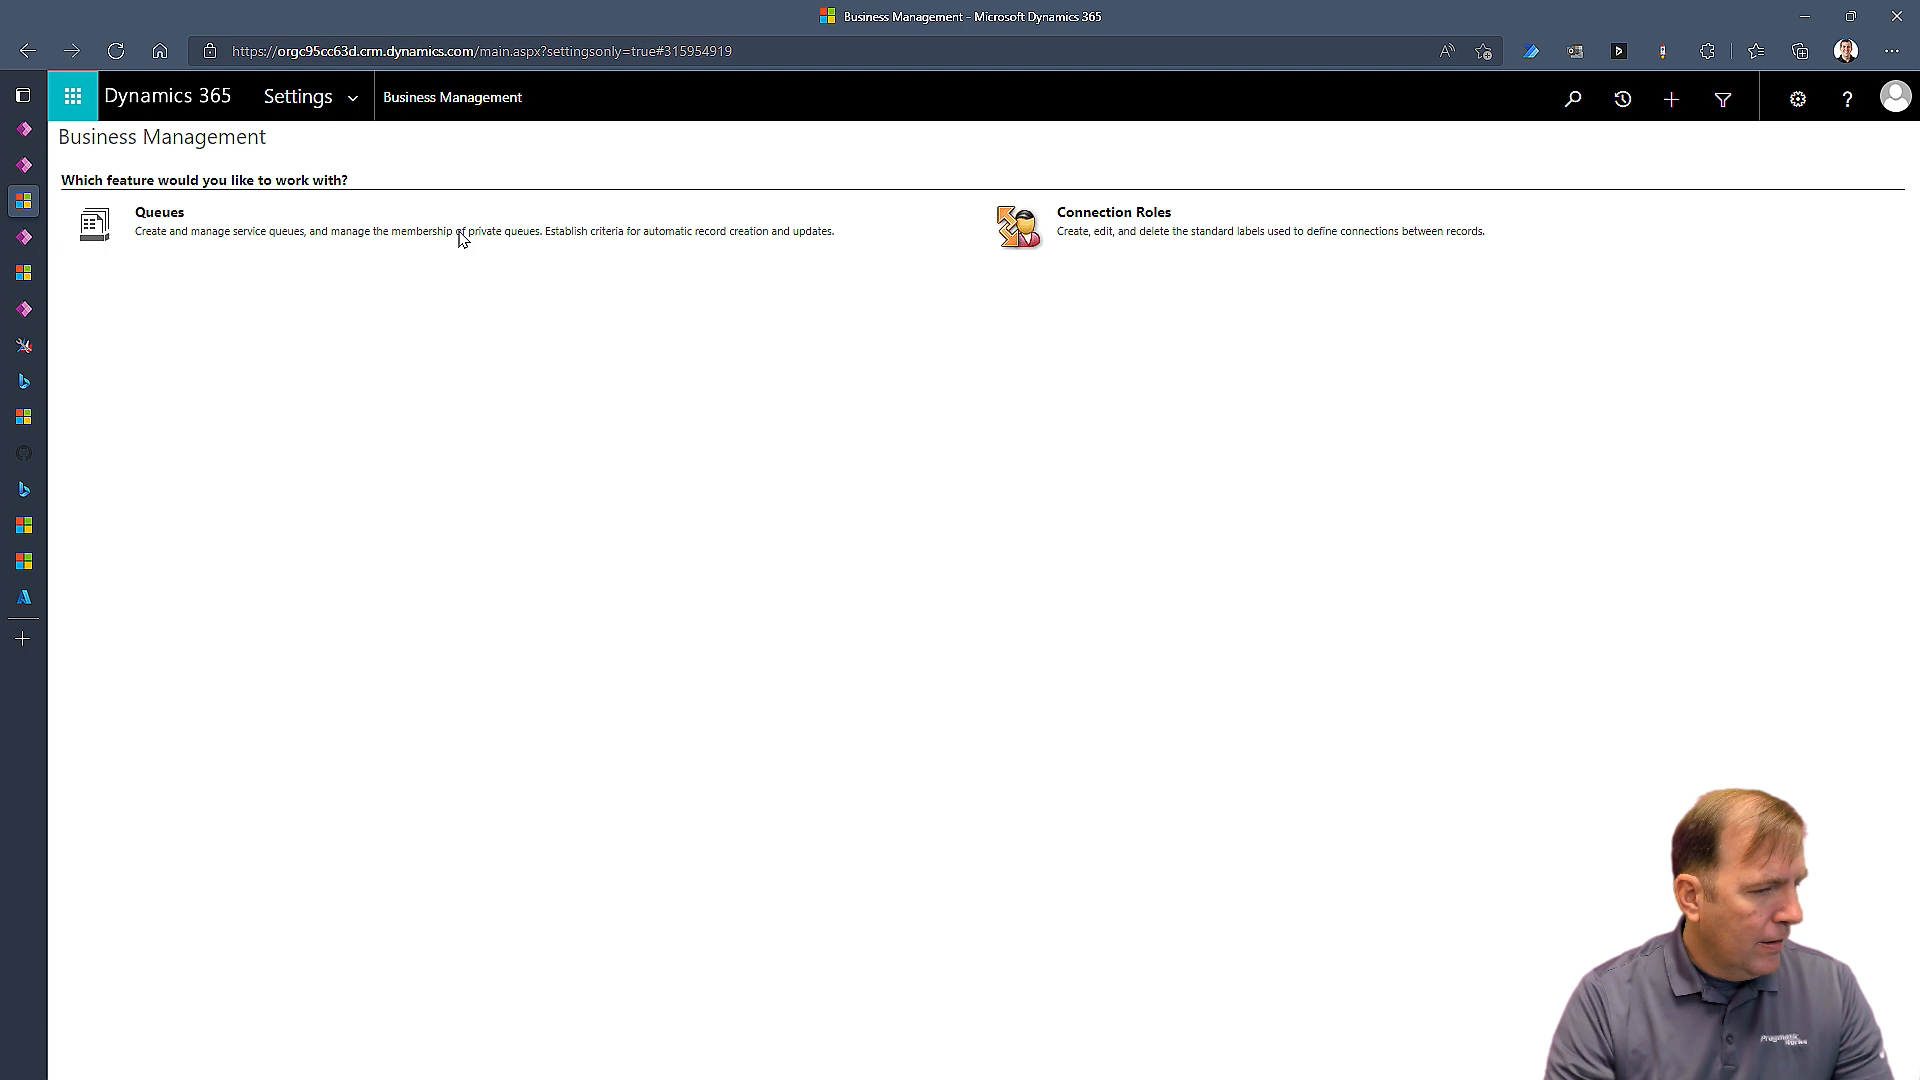 Business Management - Microsoft Dynamics 365
https://orgc95cc63d.crm.dynamics.com/main.aspx?settingsonly=true#315954919
Dynamics 365
Settings
Business Management
Business Management
Which feature would you like to work with?
Queues
Create and manage service queues, and manage the membership of private queues. Establish criteria for automatic record creation and updates.
Connection Roles
Create, edit, and delete the standard labels used to define connections between records.
Pragmatic
Works